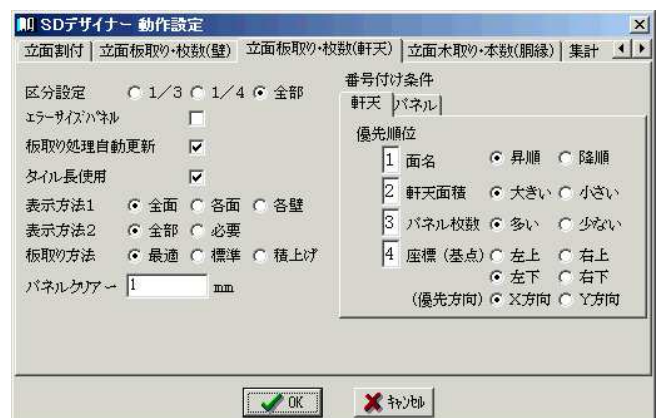 SDデザイナー 動作設定
立面割付 立面板取り・枚数(壁) 立面板取り・枚数(軒天) 立面木取り・本数(胴縁) 集計
区分設定 1/3 1/4 全部
ｴﾗｰｻｲｽﾞﾊﾟﾈﾙ
板取り処理自動更新
タイル長使用
表示方法1 全面 各面 各壁
表示方法2 全部 必要
板取り方法 最適 標準 積上げ
パネルクリアー 1 mm
番号付け条件
軒天 パネル
優先順位
1 面名 昇順 降順
2 軒天面積 大きい 小さい
3 パネル枚数 多い 少ない
4 座標（基点） 左上 右上
左下 右下
(優先方向) X方向 Y方向
OK ｷｬﾝｾﾙ